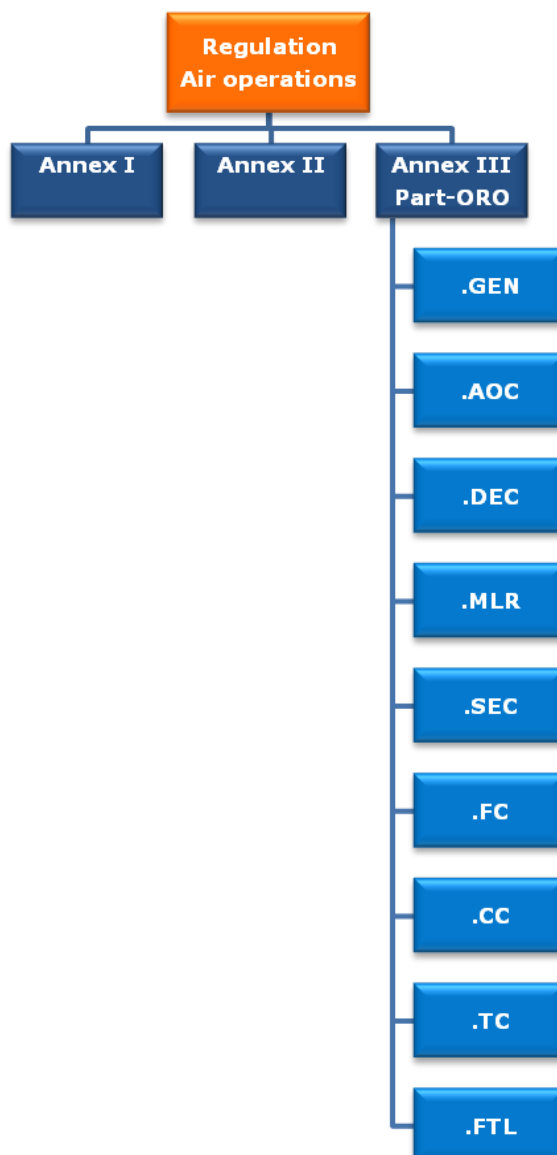 Regulation
Air operations
Annex I
Annex II
Annex III
Part-ORO
.GEN
.AOC
.DEC
.MLR
.SEC
.FC
.CC
.TC
.FTL